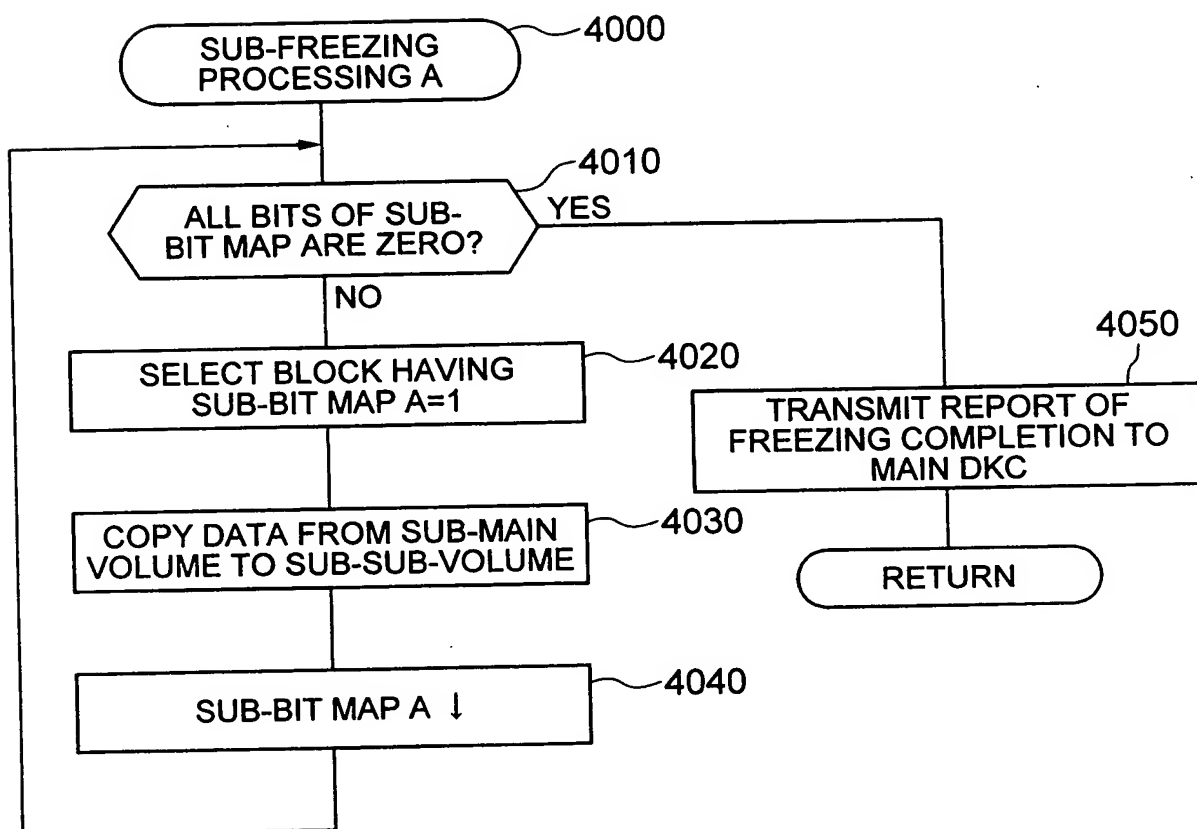 4000
SUB-FREEZING
PROCESSING A
4010
ALL BITS OF SUB-
BIT MAP ARE ZERO?
YES
NO
4020
SELECT BLOCK HAVING
SUB-BIT MAP A=1
4030
COPY DATA FROM SUB-MAIN
VOLUME TO SUB-SUB-VOLUME
4040
SUB-BIT MAP A ↓
4050
TRANSMIT REPORT OF
FREEZING COMPLETION TO
MAIN DKC
RETURN